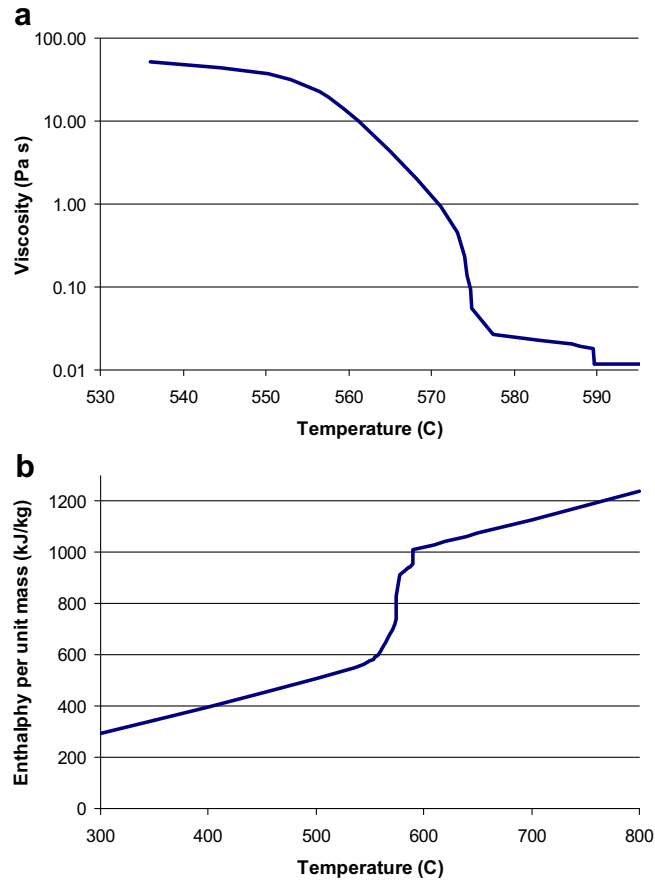 a
100.00
10.00
1.00
0.10
0.01
Viscosity (Pa s)
530 540 550 560 570 580 590
Temperature (C)
b
1200
1000
800
600
400
200
0
Enthalphy per unit mass (kJ/kg)
300 400 500 600 700 800
Temperature (C)